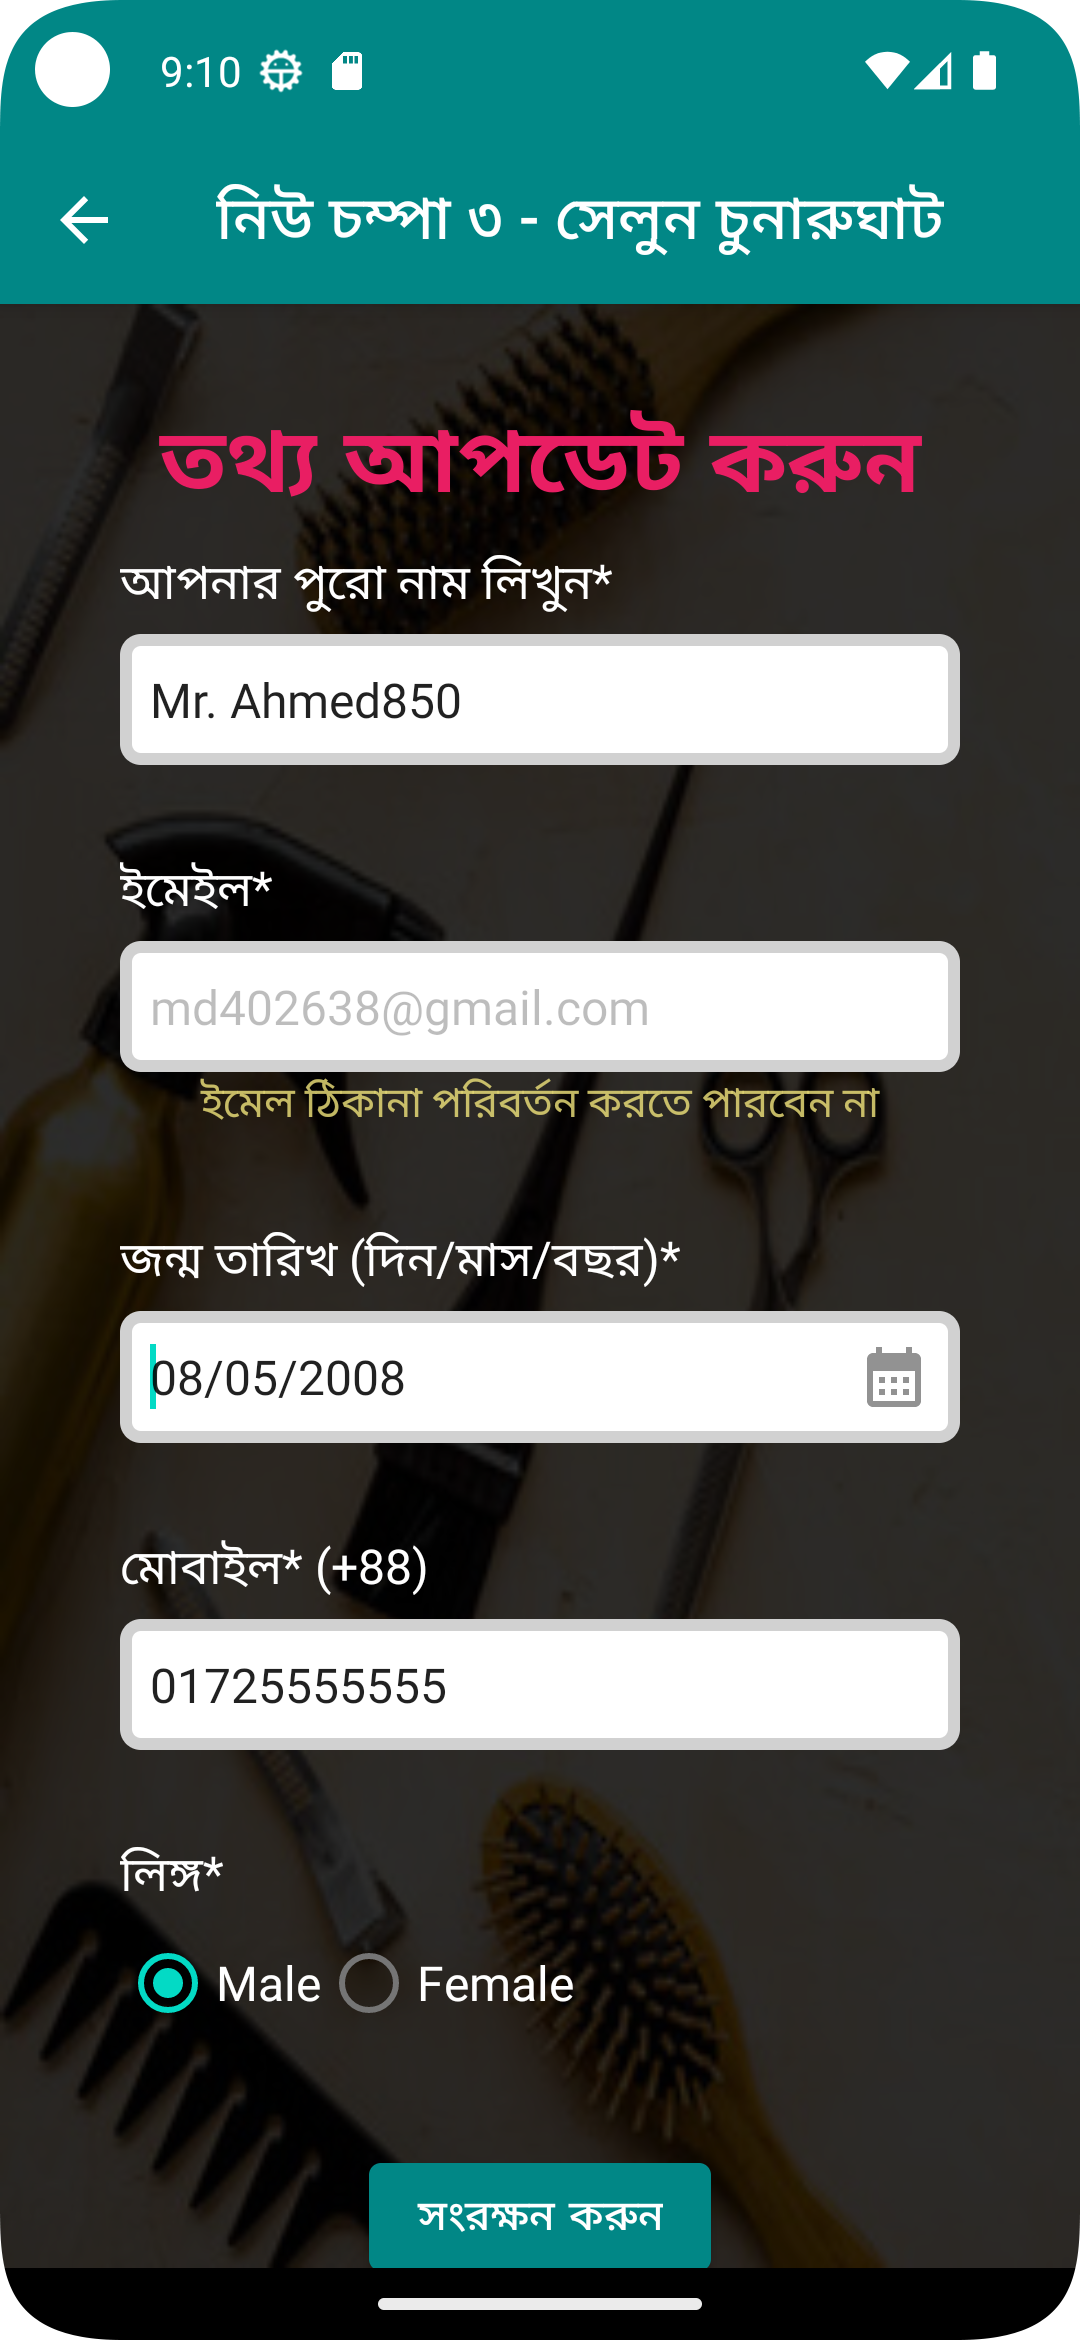 9:10
নিউ চম্পা ৩ - সেলুন চুনারুঘাট
তথ্য আপডেট করুন
আপনার পুরো নাম লিখুন*
Mr. Ahmed850
ইমেইল*
md402638@gmail.com
ইমেল ঠিকানা পরিবর্তন করতে পারবেন না
জন্ম তারিখ (দিন/মাস/বছর)*
08/05/2008
মোবাইল* (+88)
01725555555
লিঙ্গ*
Male Female
সংরক্ষন করুন